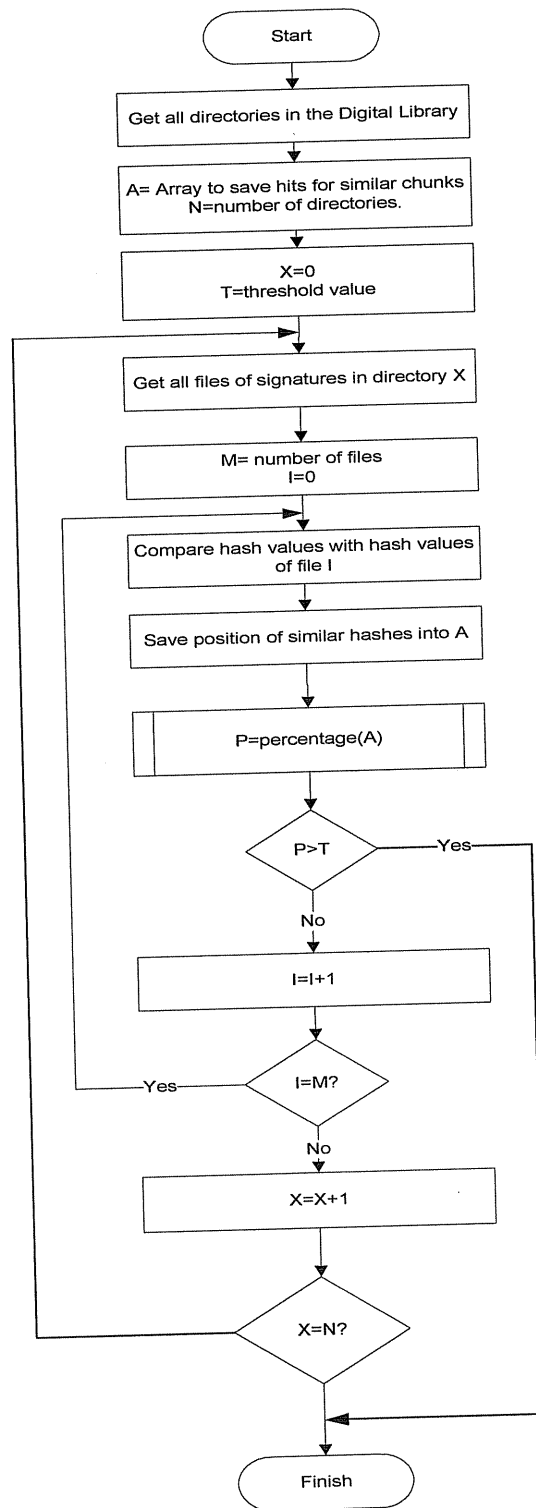 Start
Get all directories in the Digital Library
A= Array to save hits for similar chunks
N=number of directories.
X=0
T=threshold value
Get all files of signatures in directory X
M= number of files
I=0
Compare hash values with hash values
of file I
Save position of similar hashes into A
P=percentage(A)
P>T
Yes
No
I=I+1
I=M?
Yes
No
X=X+1
X=N?
Finish